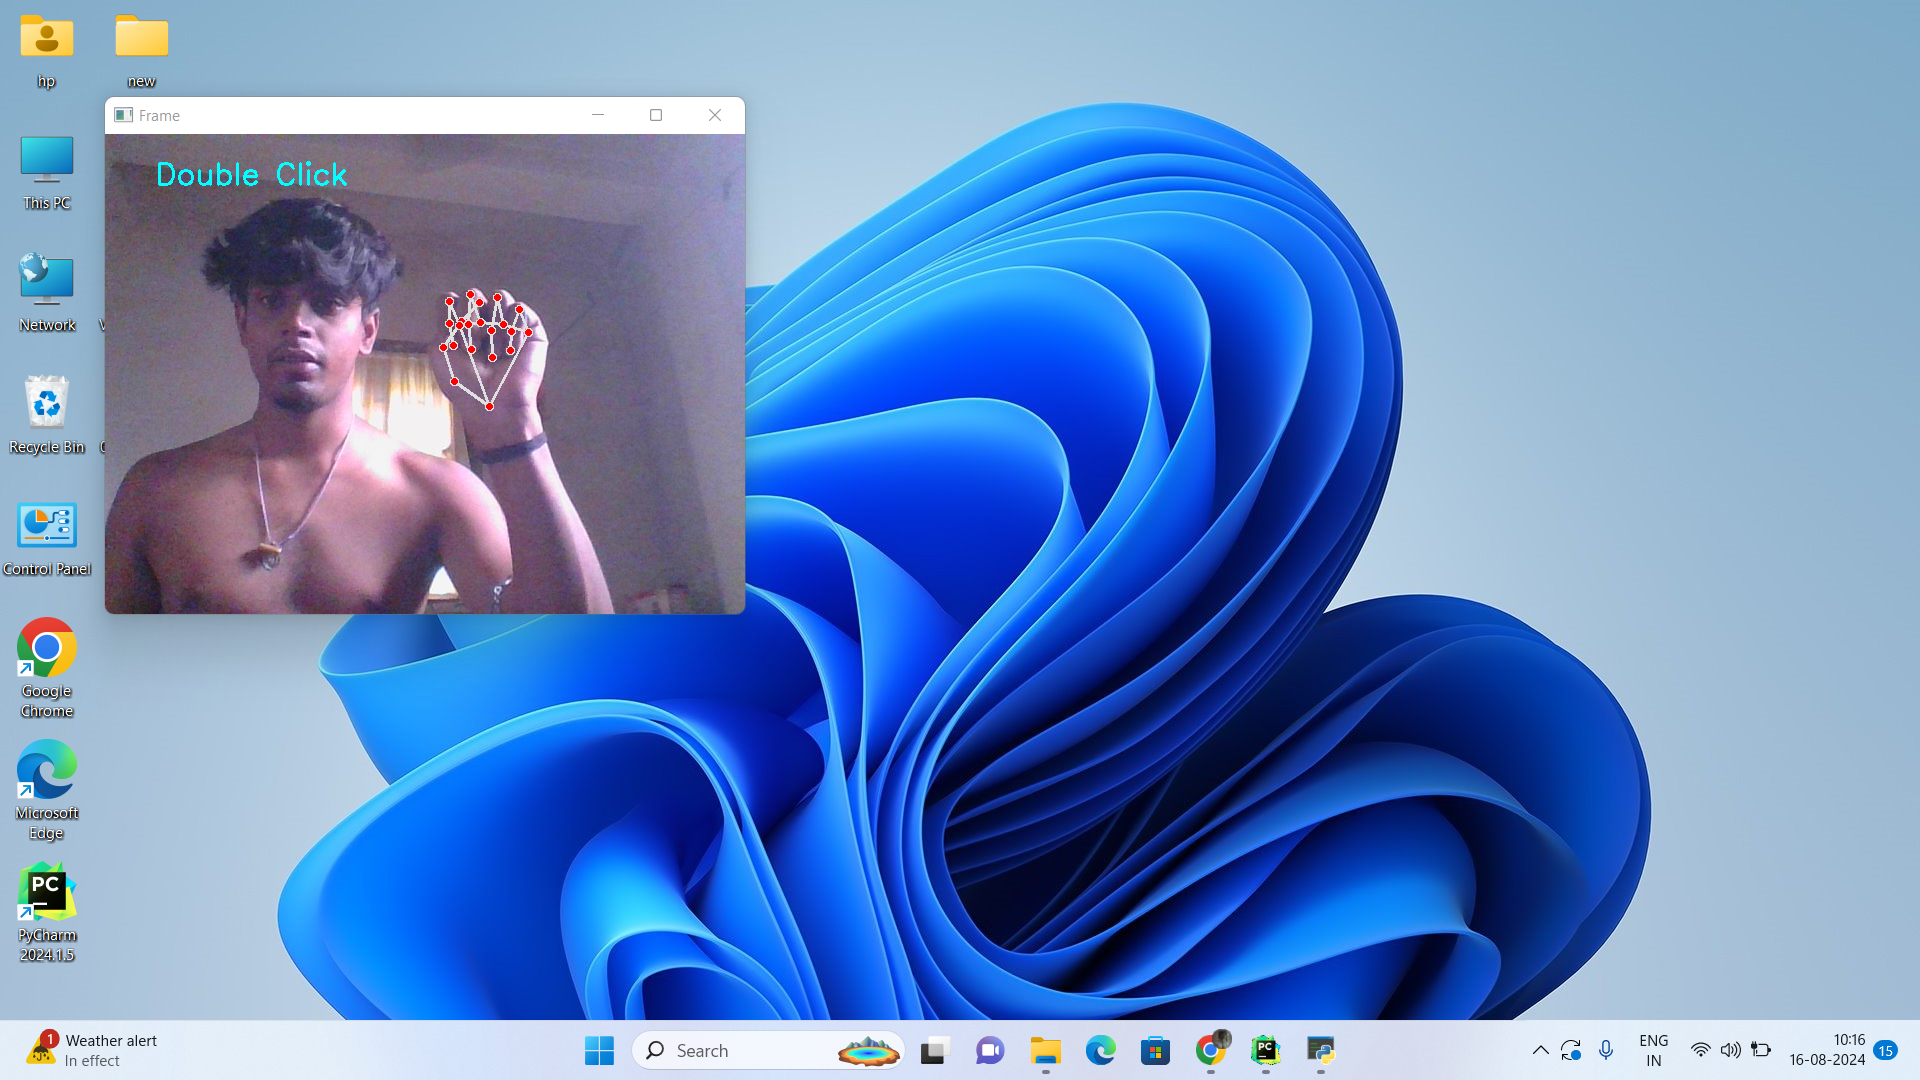 hp
new
Frame
Double Click
This PC
Network
Recycle Bin
Control Panel
Google
Chrome
Microsoft
Edge
PC
PyCharm
2024.1.5
1
Weather alert
In effect
Search
PC
ENG
IN
10:16
16-08-2024
15